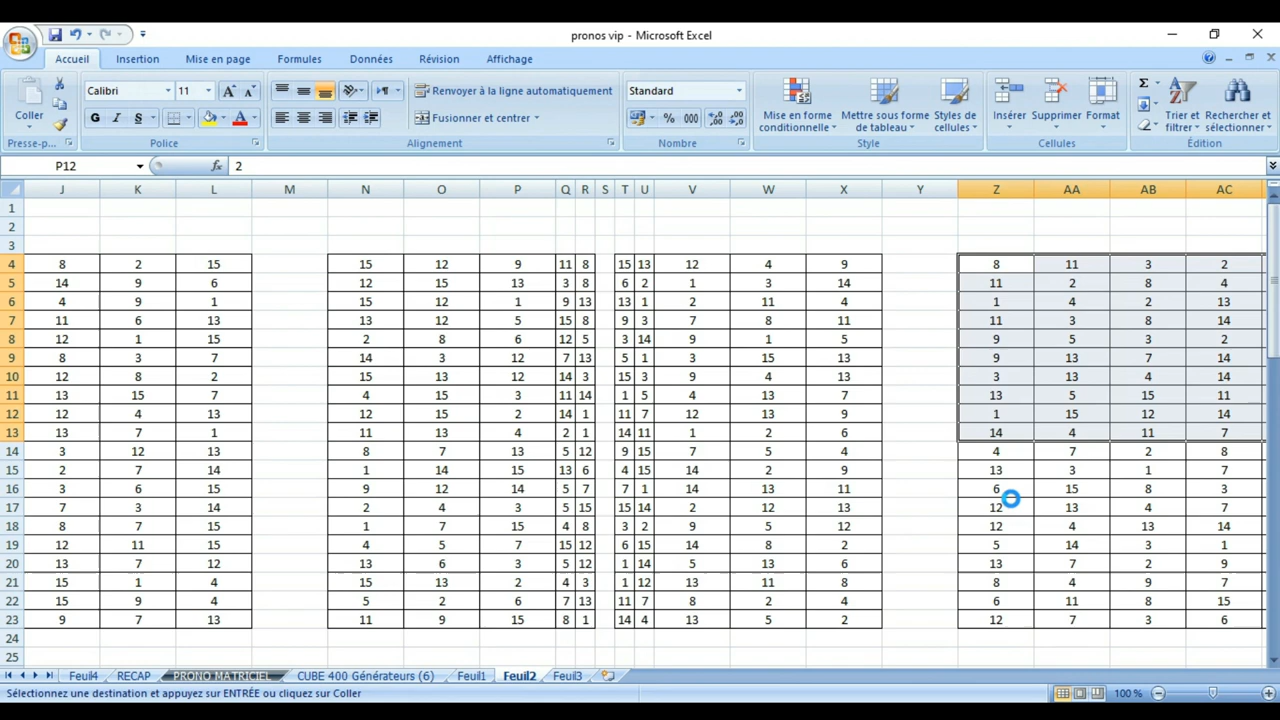 pronos vip - Microsoft Excel
Accueil Insertion Mise en page Formules Données Révision Affichage
Coller Calibri 11 A A Renvoyer à la ligne automatiquement Standard Mise en forme conditionnelle Mettre sous forme de tableau Styles de cellules Insérer Supprimer Format Σ Trier et filtrer Rechercher et sélectionner
G I S A Fusionner et centrer % 000
Presse-p... Police Alignement Nombre Style Cellules Édition
P12 fx 2
J K L M N O P Q R S T U V W X Y Z AA AB AC
1
2
3
4 8 2 15 15 12 9 11 8 15 13 12 4 9 8 11 3 2
5 14 9 6 12 15 13 3 8 6 2 1 3 14 11 2 8 4
6 4 9 1 15 12 1 9 13 13 1 2 11 4 1 4 2 13
7 11 6 13 13 12 5 15 8 9 3 7 8 11 11 3 8 14
8 12 1 15 2 8 6 12 5 3 14 9 1 5 9 5 3 2
9 8 3 7 14 3 12 7 13 5 1 3 15 13 9 13 7 14
10 12 8 2 15 13 12 14 3 15 3 9 4 13 3 13 4 14
11 13 15 7 4 15 3 11 14 1 5 4 13 7 13 5 15 11
12 12 4 13 12 15 2 14 1 11 7 12 13 9 1 15 12 14
13 13 7 1 11 13 4 2 1 14 11 1 2 6 14 4 11 7
14 3 12 13 8 7 13 5 12 9 15 7 5 4 4 7 2 8
15 2 7 14 1 14 15 13 6 4 15 14 2 9 13 3 1 7
16 3 6 15 9 12 14 5 7 7 1 14 13 11 6 15 8 3
17 7 3 14 2 4 3 5 15 15 14 2 12 13 12 13 4 7
18 8 7 15 1 7 15 4 8 3 2 9 5 12 12 4 13 14
19 12 11 15 4 5 7 15 12 6 15 14 8 2 5 14 3 1
20 13 7 12 13 6 3 5 12 1 14 5 13 6 13 7 2 9
21 15 1 4 15 13 2 4 3 1 12 13 11 8 8 4 9 7
22 15 9 4 5 2 6 7 13 11 7 8 2 4 6 11 8 15
23 9 7 13 11 9 15 8 1 14 4 13 5 2 12 7 3 6
24
25
Feuil4 RECAP PRONO MATRICIEL CUBE 400 Générateurs (6) Feuil1 Feuil2 Feuil3
Sélectionnez une destination et appuyez sur ENTRÉE ou cliquez sur Coller 100 %